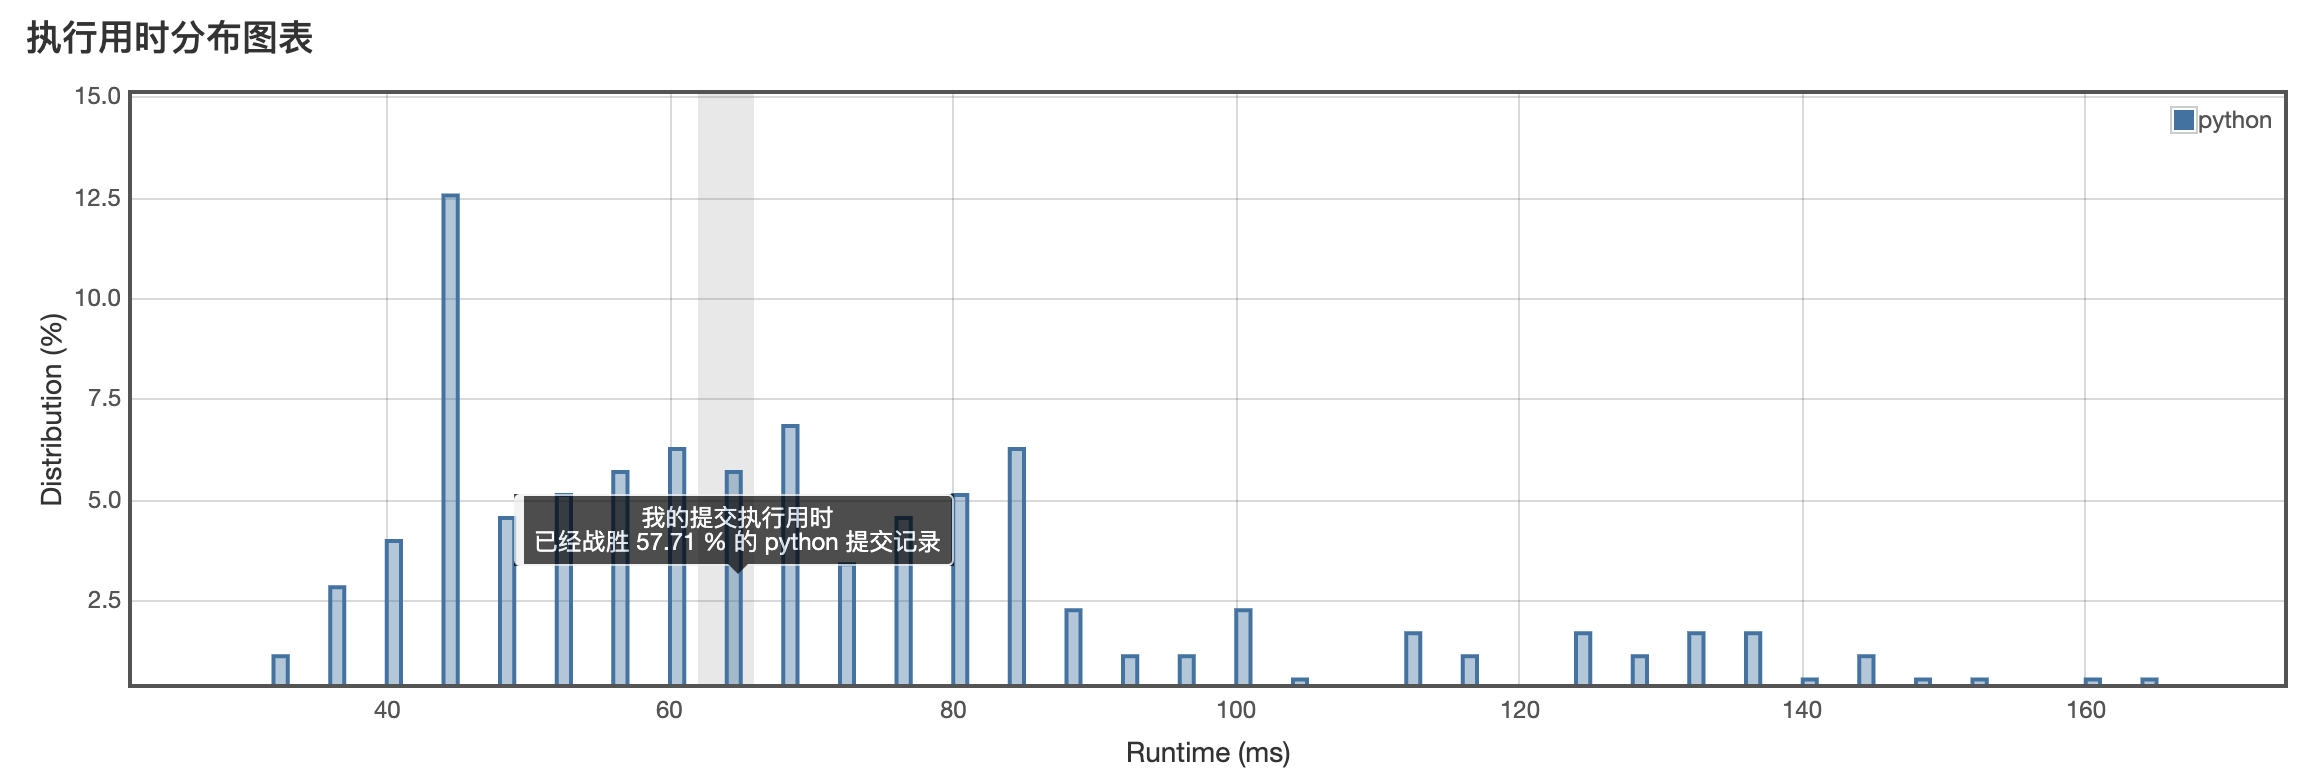 执行用时分布图表
15.0
12.5
10.0
7.5
5.0
2.5
Distribution (%)
python
我的提交执行用时
已经战胜 57.71 % 的 python 提交记录
40 60 80 100 120 140 160
Runtime (ms)